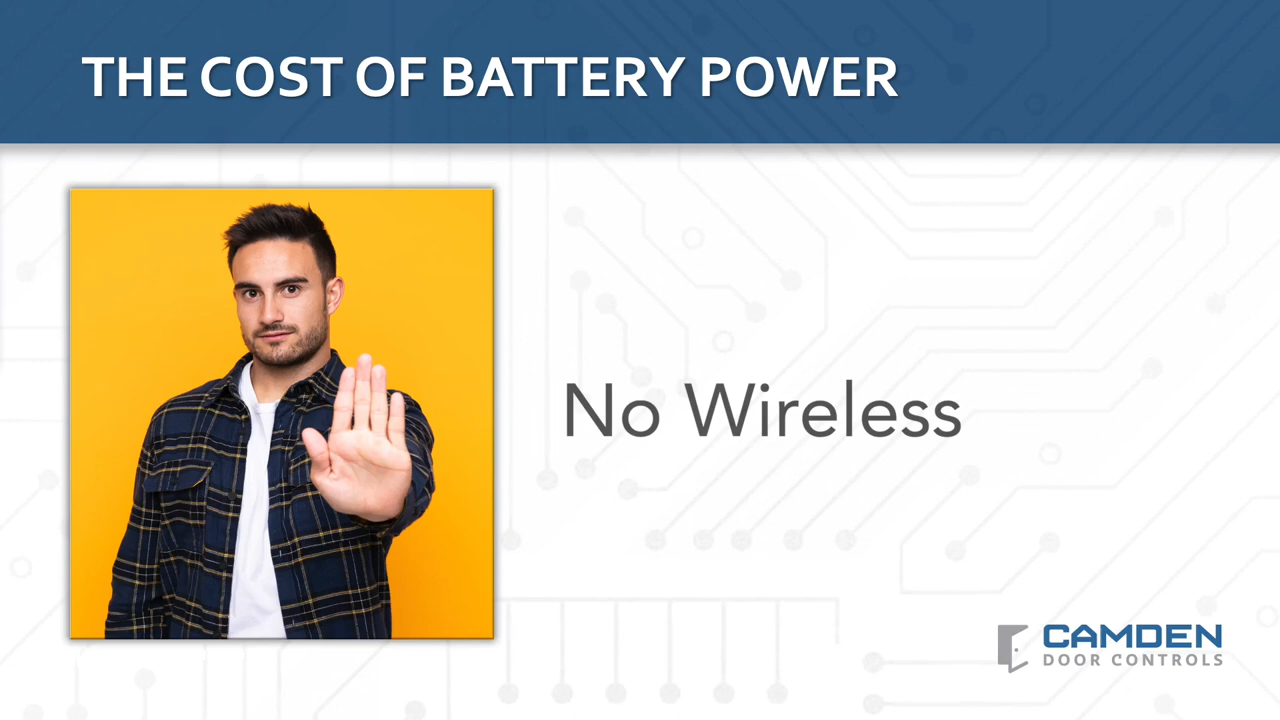 THE COST OF BATTERY POWER
No Wireless
CAMDEN
DOOR CONTROLS